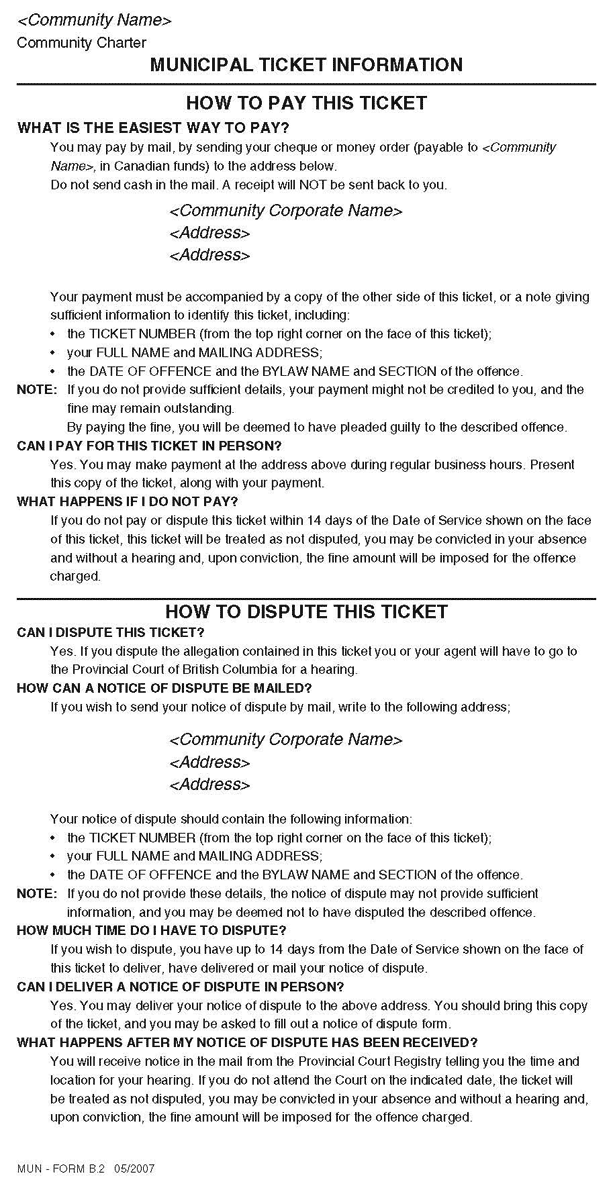 <Community Name>
Community Charter
MUNICIPAL TICKET INFORMATION
HOW TO PAY THIS TICKET
WHAT IS THE EASIEST WAY TO PAY?
You may pay by mail, by sending your cheque or money order (payable to <Community
Name>, in Canadian funds) to the address below.
Do not send cash in the mail. A receipt will NOT be sent back to you.
<Community Corporate Name>
<Address>
<Address>
Your payment must be accompanied by a copy of the other side of this ticket, or a note giving
sufficient information to identify this ticket, including:
• the TICKET NUMBER (from the top right corner on the face of this ticket);
• your FULL NAME and MAILING ADDRESS;
• the DATE OF OFFENCE and the BYLAW NAME and SECTION of the offence.
NOTE: If you do not provide sufficient details, your payment might not be credited to you, and the
fine may remain outstanding.
By paying the fine, you will be deemed to have pleaded guilty to the described offence.
CAN I PAY FOR THIS TICKET IN PERSON?
Yes. You may make payment at the address above during regular business hours. Present
this copy of the ticket, along with your payment.
WHAT HAPPENS IF I DO NOT PAY?
If you do not pay or dispute this ticket within 14 days of the Date of Service shown on the face
of this ticket, this ticket will be treated as not disputed, you may be convicted in your absence
and without a hearing and, upon conviction, the fine amount will be imposed for the offence
charged.
HOW TO DISPUTE THIS TICKET
CAN I DISPUTE THIS TICKET?
Yes. If you dispute the allegation contained in this ticket you or your agent will have to go to
the Provincial Court of British Columbia for a hearing.
HOW CAN A NOTICE OF DISPUTE BE MAILED?
If you wish to send your notice of dispute by mail, write to the following address;
<Community Corporate Name>
<Address>
<Address>
Your notice of dispute should contain the following information:
• the TICKET NUMBER (from the top right corner on the face of this ticket);
• your FULL NAME and MAILING ADDRESS;
• the DATE OF OFFENCE and the BYLAW NAME and SECTION of the offence.
NOTE: If you do not provide these details, the notice of dispute may not provide sufficient
information, and you may be deemed not to have disputed the described offence.
HOW MUCH TIME DO I HAVE TO DISPUTE?
If you wish to dispute, you have up to 14 days from the Date of Service shown on the face of
this ticket to deliver, have delivered or mail your notice of dispute.
CAN I DELIVER A NOTICE OF DISPUTE IN PERSON?
Yes. You may deliver your notice of dispute to the above address. You should bring this copy
of the ticket, and you may be asked to fill out a notice of dispute form.
WHAT HAPPENS AFTER MY NOTICE OF DISPUTE HAS BEEN RECEIVED?
You will receive notice in the mail from the Provincial Court Registry telling you the time and
location for your hearing. If you do not attend the Court on the indicated date, the ticket will
be treated as not disputed, you may be convicted in your absence and without a hearing and,
upon conviction, the fine amount will be imposed for the offence charged.
MUN - FORM B.2 05/2007